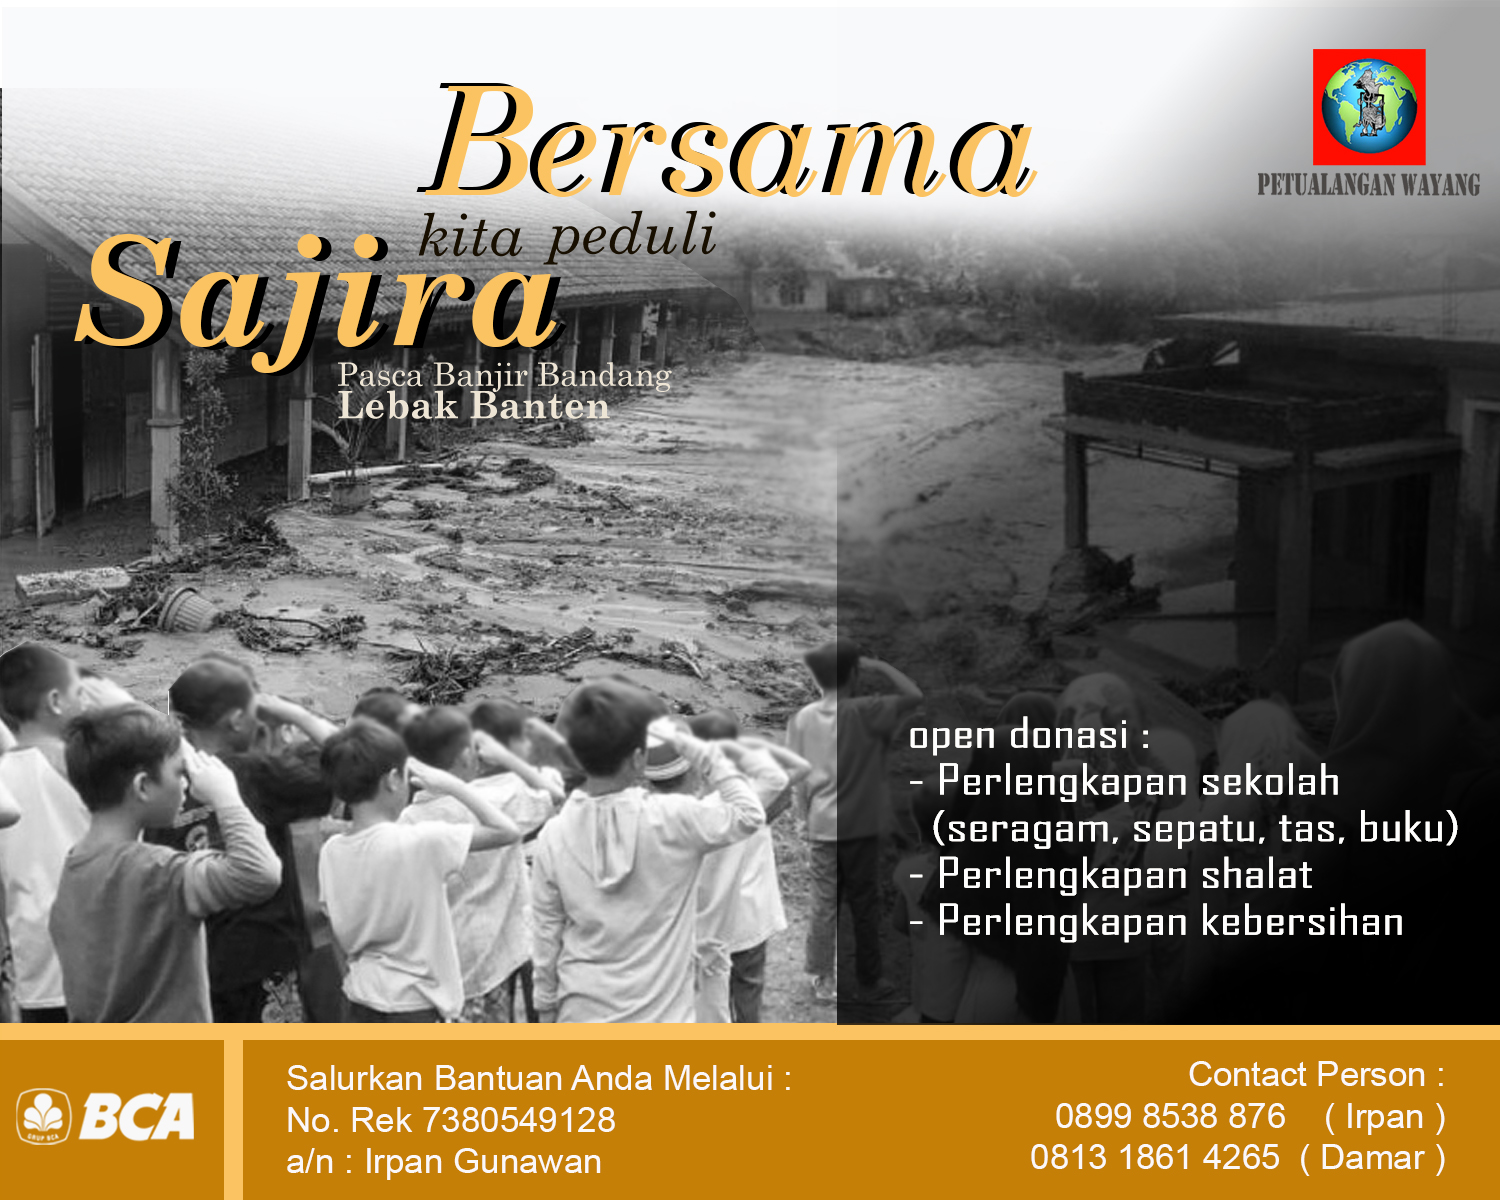 Bersama
kita peduli
Sajira
Pasca Banjir Bandang
Lebak Banten
PETUALANGAN WAYANG
open donasi :
- Perlengkapan sekolah
(seragam, sepatu, tas, buku)
- Perlengkapan shalat
- Perlengkapan kebersihan
GRUP BCA
BCA
Salurkan Bantuan Anda Melalui :
No. Rek 7380549128
a/n : Irpan Gunawan
Contact Person :
0899 8538 876 ( Irpan )
0813 1861 4265 ( Damar )